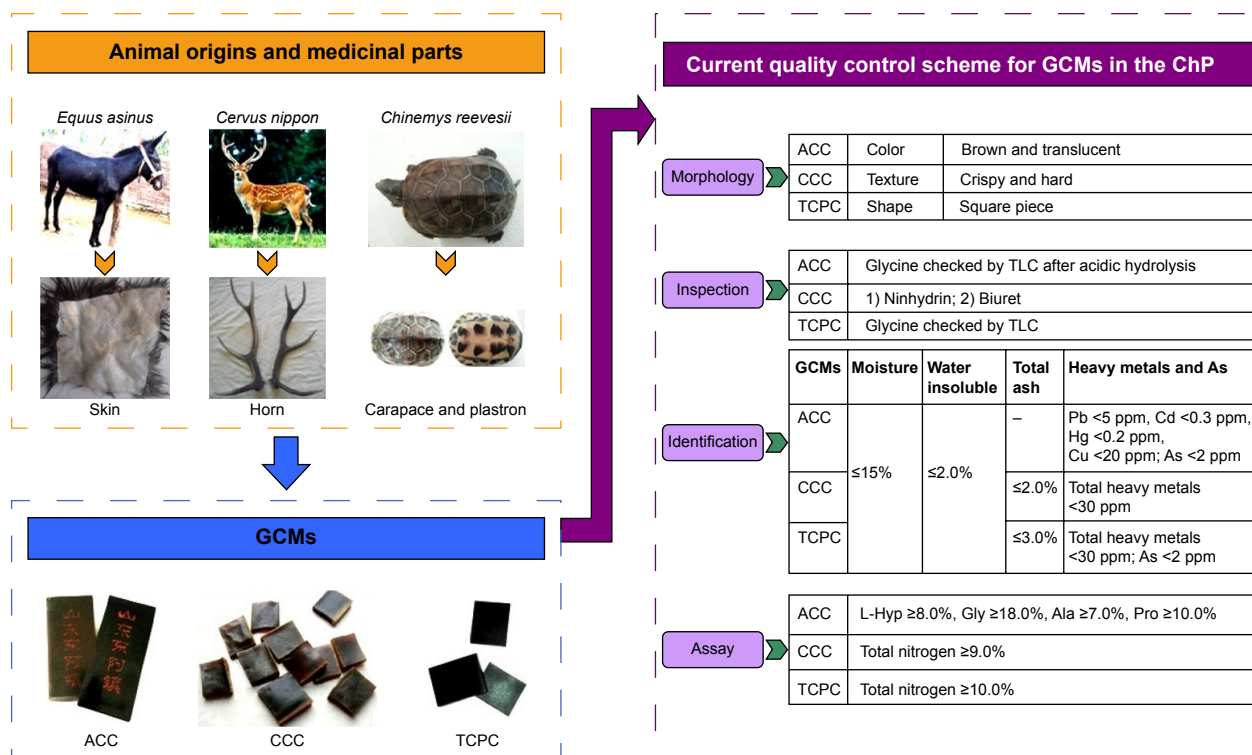 Animal origins and medicinal parts
Equus asinus
Cervus nippon
Chinemys reevesii
Skin
Horn
Carapace and plastron
GCMs
山东东阿镇
ACC
CCC
TCPC
Current quality control scheme for GCMs in the ChP
Morphology
ACC Color Brown and translucent
CCC Texture Crispy and hard
TCPC Shape Square piece
Inspection
ACC Glycine checked by TLC after acidic hydrolysis
CCC 1) Ninhydrin; 2) Biuret
TCPC Glycine checked by TLC
Identification
GCMs Moisture Water insoluble Total ash Heavy metals and As
ACC – Pb <5 ppm, Cd <0.3 ppm,
Hg <0.2 ppm,
Cu <20 ppm; As <2 ppm
≤15% ≤2.0%
CCC ≤2.0% Total heavy metals
<30 ppm
TCPC ≤3.0% Total heavy metals
<30 ppm; As <2 ppm
Assay
ACC L-Hyp ≥8.0%, Gly ≥18.0%, Ala ≥7.0%, Pro ≥10.0%
CCC Total nitrogen ≥9.0%
TCPC Total nitrogen ≥10.0%